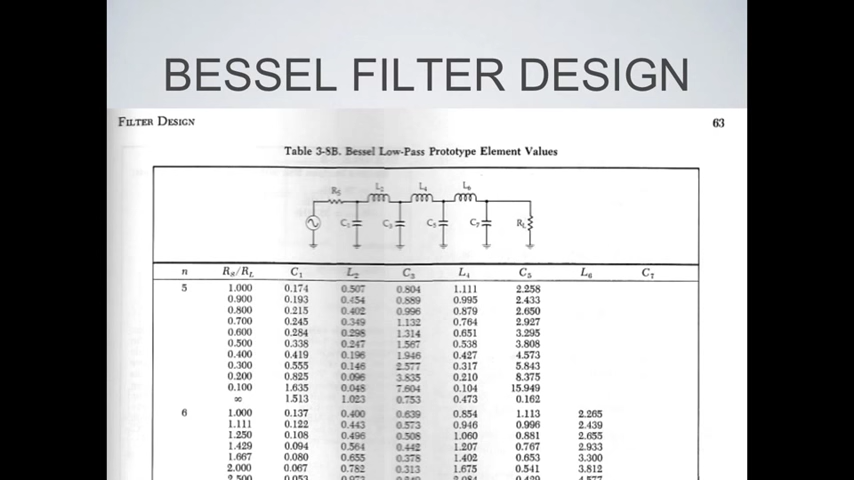 BESSEL FILTER DESIGN
FILTER DESIGN 63
Table 3-8B. Bessel Low-Pass Prototype Element Values
RS L2 L4 L6
C1 C3 C5 C7 RL
n RS/RL C1 L2 C3 L4 C5 L6 C7
5 1.000 0.174 0.507 0.804 1.111 2.258
0.900 0.193 0.454 0.889 0.995 2.433
0.800 0.215 0.402 0.996 0.879 2.650
0.700 0.245 0.349 1.132 0.764 2.927
0.600 0.284 0.298 1.314 0.651 3.295
0.500 0.338 0.247 1.567 0.538 3.808
0.400 0.419 0.196 1.946 0.427 4.573
0.300 0.555 0.146 2.577 0.317 5.843
0.200 0.825 0.096 3.835 0.210 8.375
0.100 1.635 0.048 7.604 0.104 15.949
∞ 1.513 1.023 0.753 0.473 0.162
6 1.000 0.137 0.400 0.639 0.854 1.113 2.265
1.111 0.122 0.443 0.573 0.946 0.996 2.439
1.250 0.108 0.496 0.508 1.060 0.881 2.655
1.429 0.094 0.564 0.442 1.207 0.767 2.933
1.667 0.080 0.655 0.378 1.402 0.653 3.300
2.000 0.067 0.782 0.313 1.675 0.541 3.812
2.500 0.053 0.973 2.084 0.429 4.577